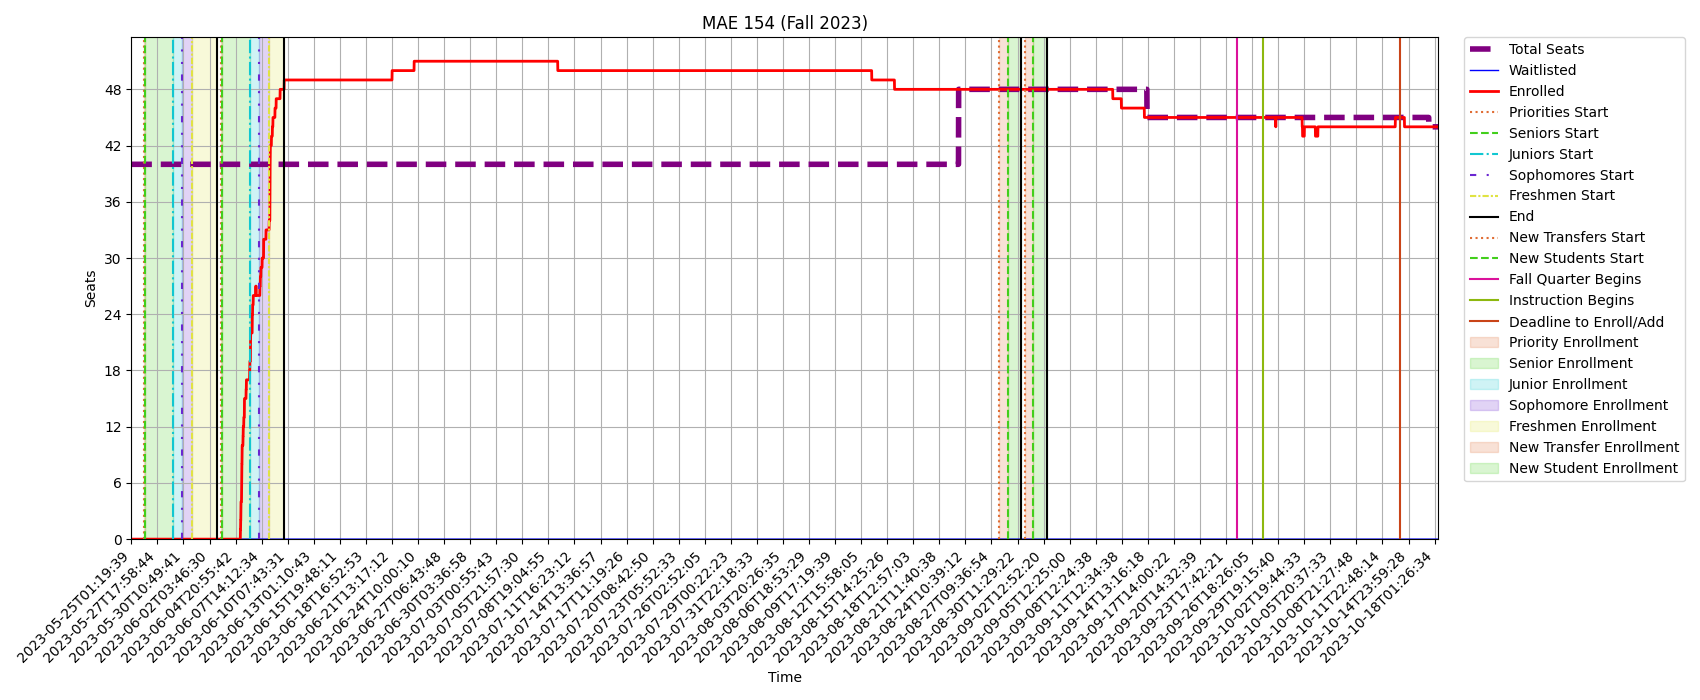 MAE 154 (Fall 2023)
Seats
48
42
36
30
24
18
12
6
0
2023-05-25T01:19:39
2023-05-27T17:58:44
2023-05-30T10:49:41
2023-06-02T03:46:30
2023-06-04T20:55:42
2023-06-07T14:12:34
2023-06-10T07:43:31
2023-06-13T01:10:43
2023-06-15T19:48:11
2023-06-18T16:52:53
2023-06-21T13:17:12
2023-06-24T10:00:10
2023-06-27T06:43:48
2023-06-30T03:36:58
2023-07-03T00:55:43
2023-07-05T21:57:30
2023-07-08T19:04:55
2023-07-11T16:23:12
2023-07-14T13:36:57
2023-07-17T11:19:26
2023-07-20T08:42:50
2023-07-23T05:52:33
2023-07-26T02:52:05
2023-07-29T00:22:23
2023-07-31T22:18:33
2023-08-03T20:26:35
2023-08-06T18:53:29
2023-08-09T17:19:39
2023-08-12T15:58:05
2023-08-15T14:25:26
2023-08-18T12:57:03
2023-08-21T11:40:38
2023-08-24T10:39:12
2023-08-27T09:36:54
2023-08-30T11:29:22
2023-09-02T12:52:20
2023-09-05T12:25:00
2023-09-08T12:24:38
2023-09-11T12:34:38
2023-09-14T13:16:18
2023-09-17T14:00:22
2023-09-20T14:32:39
2023-09-23T17:42:21
2023-09-26T18:26:05
2023-09-29T19:15:40
2023-10-02T19:44:33
2023-10-05T20:37:33
2023-10-08T21:27:48
2023-10-11T22:48:14
2023-10-14T23:59:28
2023-10-18T01:26:34
Time
Total Seats
Waitlisted
Enrolled
Priorities Start
Seniors Start
Juniors Start
Sophomores Start
Freshmen Start
End
New Transfers Start
New Students Start
Fall Quarter Begins
Instruction Begins
Deadline to Enroll/Add
Priority Enrollment
Senior Enrollment
Junior Enrollment
Sophomore Enrollment
Freshmen Enrollment
New Transfer Enrollment
New Student Enrollment